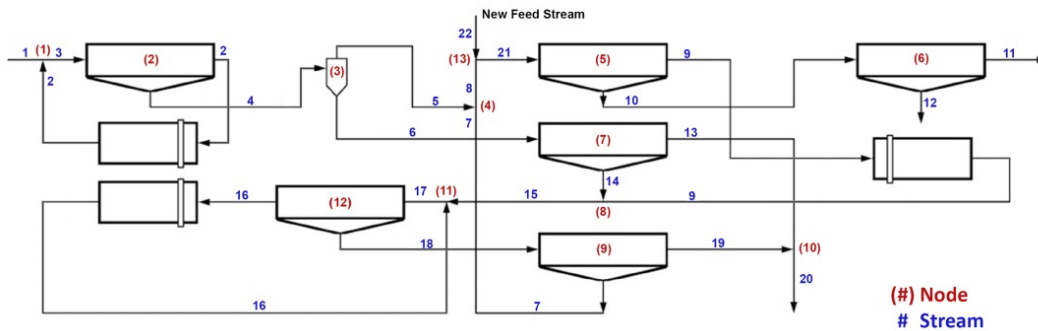 New Feed Stream
22
1 (1) 3 (2) 2
21 (5) 9
(6) 11
(13)
(3)
2
8
4
5 (4)
10
12
7
6 (7) 13
14
16 (12) 17 (11) 15 9
(8)
18 (9) 19 (10)
20
16
7
(#) Node
# Stream